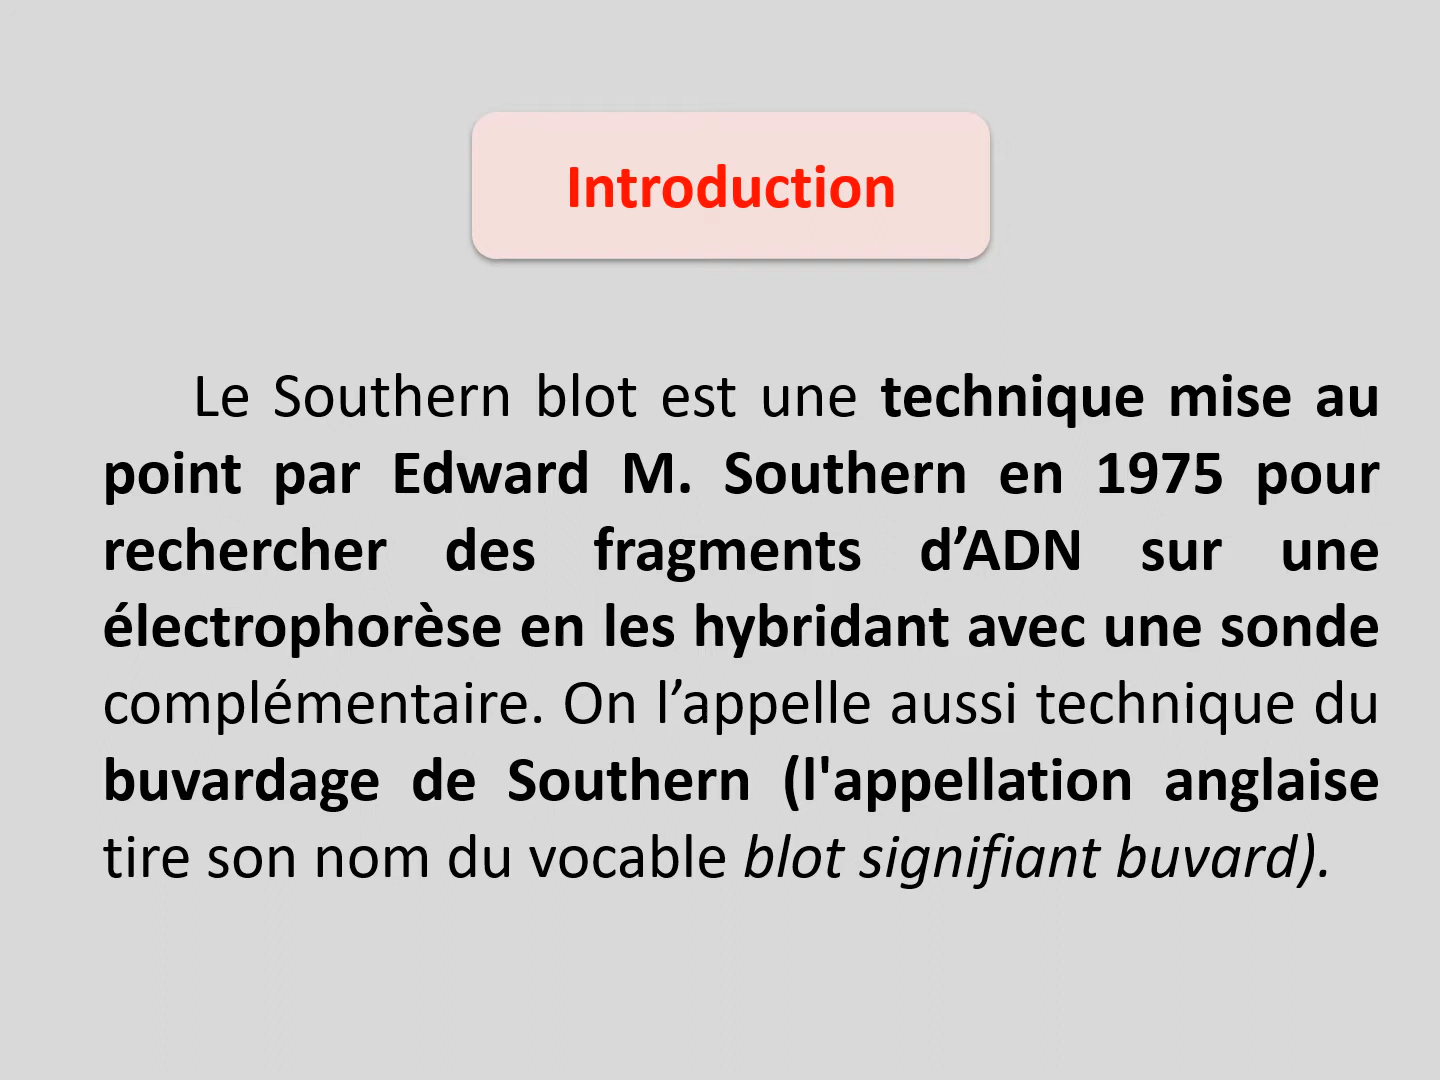 Introduction
Le Southern blot est une technique mise au
point par Edward M. Southern en 1975 pour
rechercher des fragments d’ADN sur une
électrophorèse en les hybridant avec une sonde
complémentaire. On l’appelle aussi technique du
buvardage de Southern (l'appellation anglaise
tire son nom du vocable blot signifiant buvard).